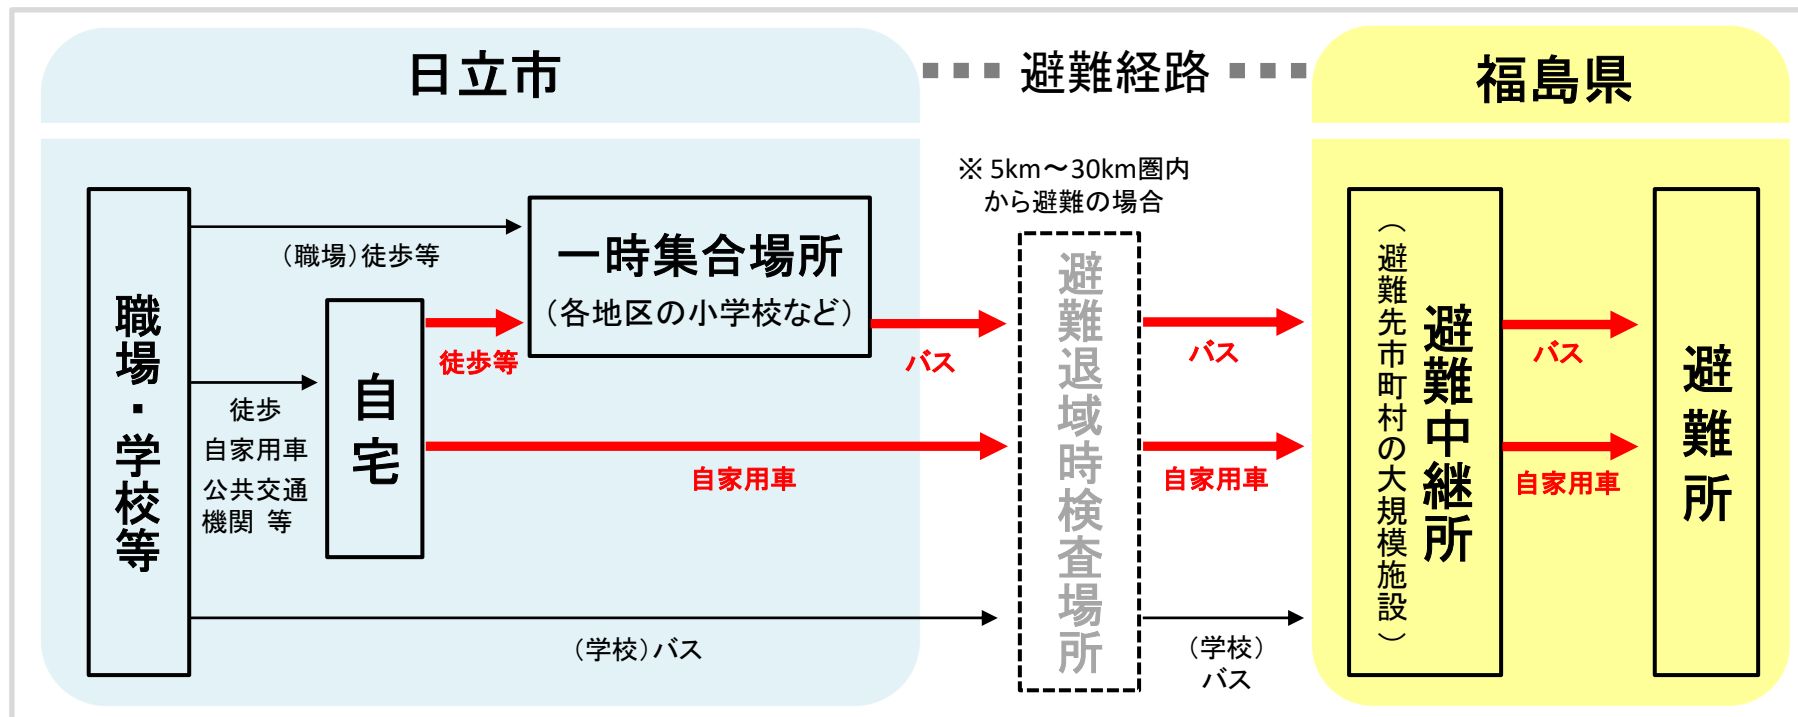 日立市
避難経路
福島県
※ 5km～30km圏内
から避難の場合
職場・学校等
（職場）徒歩等
一時集合場所
（各地区の小学校など）
徒歩
自家用車
公共交通
機関 等
自宅
徒歩等
バス
自家用車
（学校）バス
避難退域時検査場所
バス
自家用車
（学校）
バス
避難中継所
（避難先市町村の大規模施設）
バス
自家用車
避難所